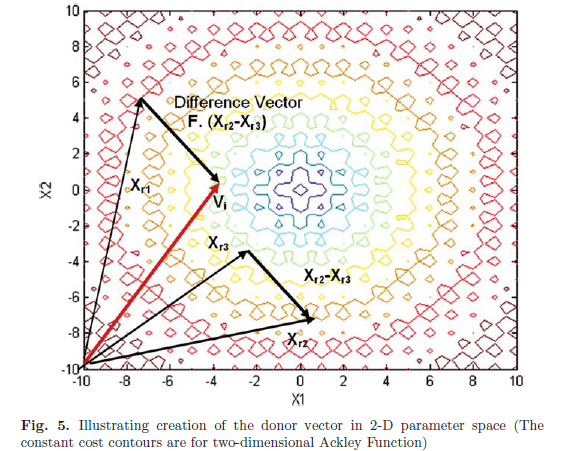 10
8
6
4
2
0
-2
-4
-6
-8
-10
X2
Difference Vector
F. (Xr2-Xr3)
Xr1
Vi
Xr3
Xr2-Xr3
Xr2
-10 -8 -6 -4 -2 0 2 4 6 8 10
X1
Fig. 5. Illustrating creation of the donor vector in 2-D parameter space (The
constant cost contours are for two-dimensional Ackley Function)